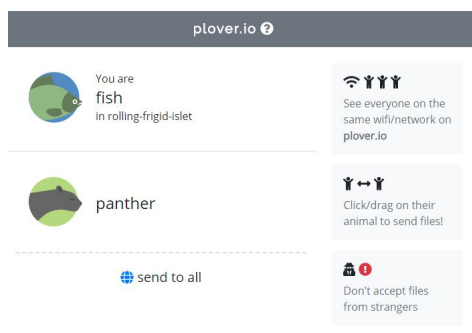 plover.io
You are
fish
in rolling-frigid-islet
panther
send to all
See everyone on the
same wifi/network on
plover.io
Click/drag on their
animal to send files!
Don't accept files
from strangers